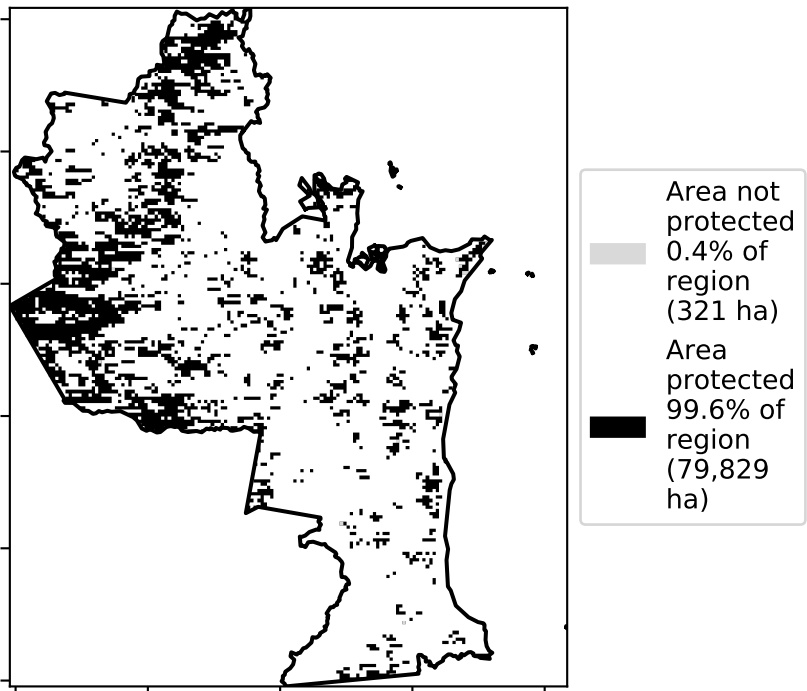 Area not
protected
0.4% of
region
(321 ha)
Area
protected
99.6% of
region
(79,829
ha)